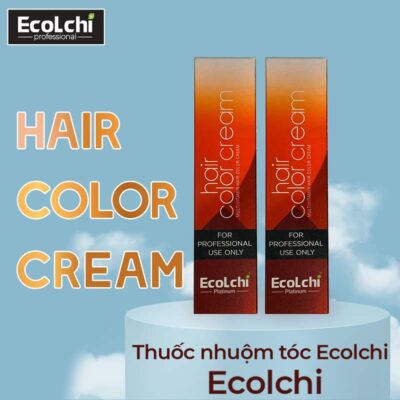 EcoLchi
professional
HAIR
COLOR
CREAM
hair
color cream
FOR
PROFESSIONAL
USE ONLY
EcoLchi
Platinum
hair
color cream
FOR
PROFESSIONAL
USE ONLY
EcoLchi
Platinum
Thuốc nhuộm tóc Ecolchi
Ecolchi